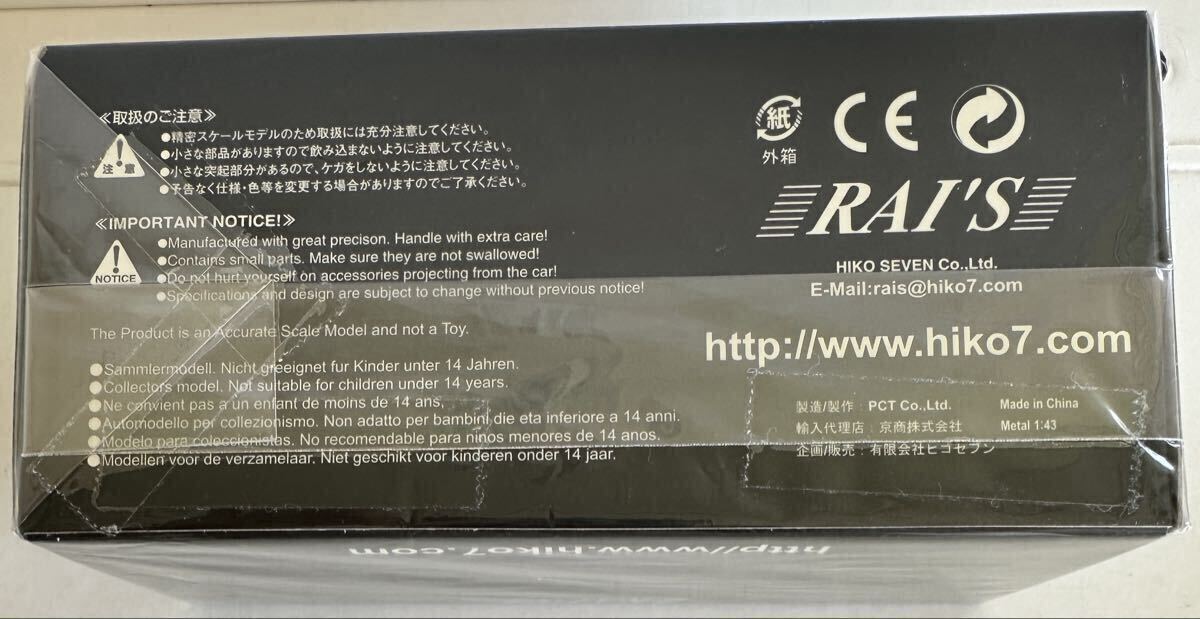 ≪取扱のご注意≫
注 意
●精密スケールモデルのため取扱には充分注意してください。
●小さな部品がありますので飲み込まないように注意してください。
●小さな突起部分があるので、ケガをしないように注意してください。
●予告なく仕様・色等を変更する場合がありますのでご了承ください。
≪IMPORTANT NOTICE!≫
NOTICE
●Manufactured with great precison. Handle with extra care!
●Contains small parts. Make sure they are not swallowed!
●Do not hurt yourself on accessories projecting from the car!
●Specifications and design are subject to change without previous notice!
The Product is an Accurate Scale Model and not a Toy.
●Sammlermodell. Nicht greeignet fur Kinder unter 14 Jahren.
●Collectors model. Not suitable for children under 14 years.
●Ne convient pas a un enfant de moins de 14 ans,
●Automodello per collezionismo. Non adatto per bambini die eta inferiore a 14 anni.
●Modelo para coleccionistas. No recomendable para ninos menores de 14 anos.
●Modellen voor de verzamelaar. Niet geschikt voor kinderen onder 14 jaar.
紙
外箱
CE
RAI'S
HIKO SEVEN Co.,Ltd.
E-Mail:rais@hiko7.com
http://www.hiko7.com
製造/製作：PCT Co.,Ltd. Made in China
輸入代理店：京商株式会社 Metal 1:43
企画/販売：有限会社ヒコセブン
http//www.hiko7.com